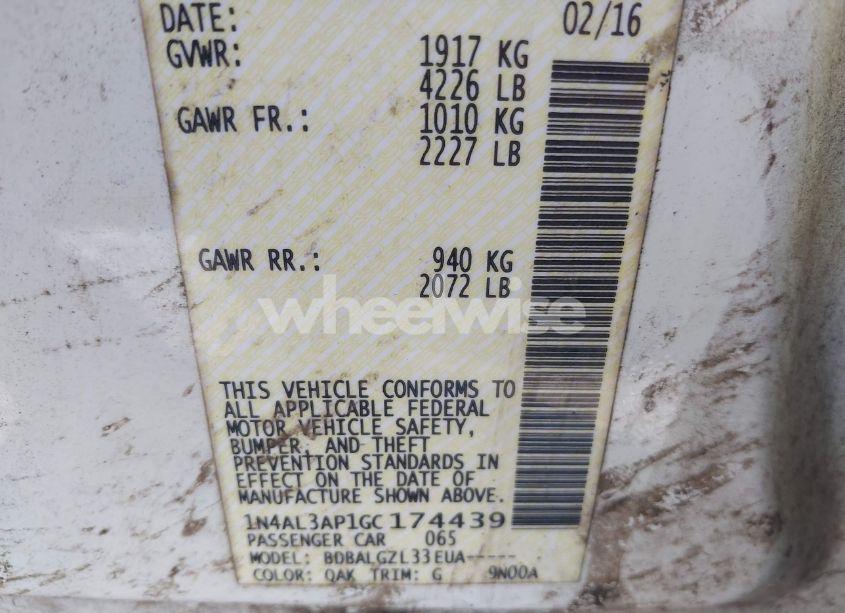 DATE: 02/16
GVWR: 1917 KG
4226 LB
GAWR FR.: 1010 KG
2227 LB
GAWR RR.: 940 KG
2072 LB
wheelwise
THIS VEHICLE CONFORMS TO
ALL APPLICABLE FEDERAL
MOTOR VEHICLE SAFETY,
BUMPER, AND THEFT
PREVENTION STANDARDS IN
EFFECT ON THE DATE OF
MANUFACTURE SHOWN ABOVE.
1N4AL3AP1GC174439
PASSENGER CAR 065
MODEL: BDBALGZL33EUA-----
COLOR: QAK TRIM: G 9N00A